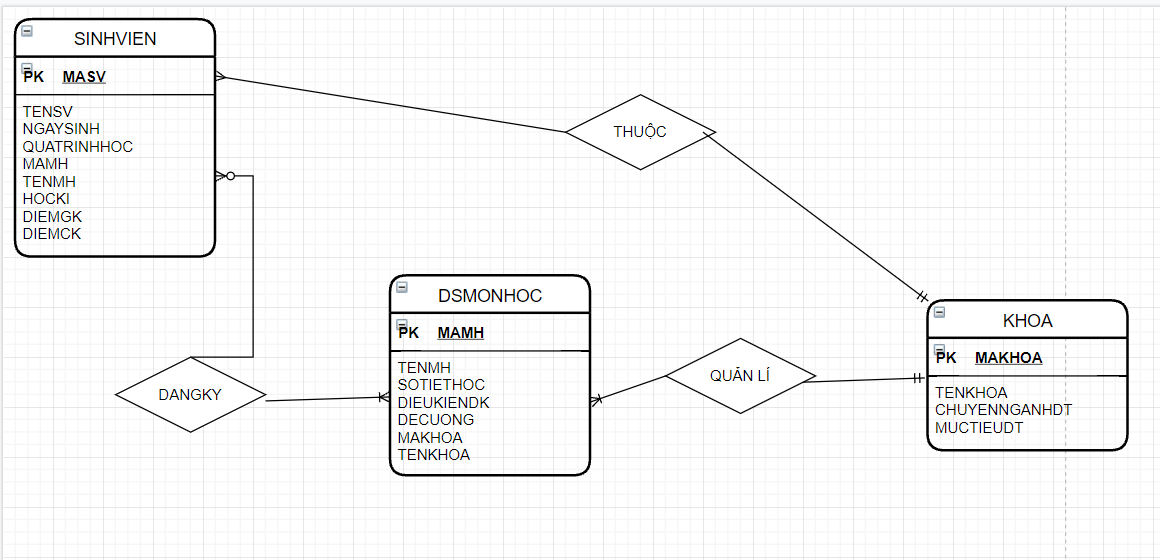 SINHVIEN
PK MASV
TENSV
NGAYSINH
QUATRINHHOC
MAMH
TENMH
HOCKI
DIEMGK
DIEMCK
THUỘC
DSMONHOC
PK MAMH
TENMH
SOTIETHOC
DIEUKIENDK
DECUONG
MAKHOA
TENKHOA
DANGKY
QUẢN LÍ
KHOA
PK MAKHOA
TENKHOA
CHUYENNGANHDT
MUCTIEUDT